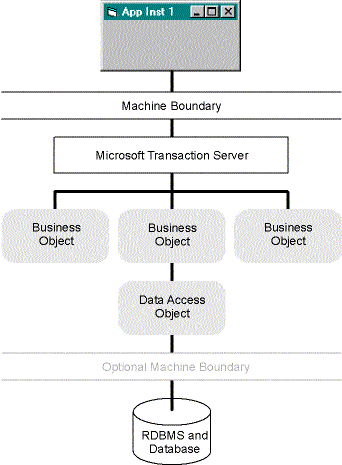 App Inst 1
Machine Boundary
Microsoft Transaction Server
Business Business Business
Object Object Object
Data Access
Object
Optional Machine Boundary
RDBMS and
Database